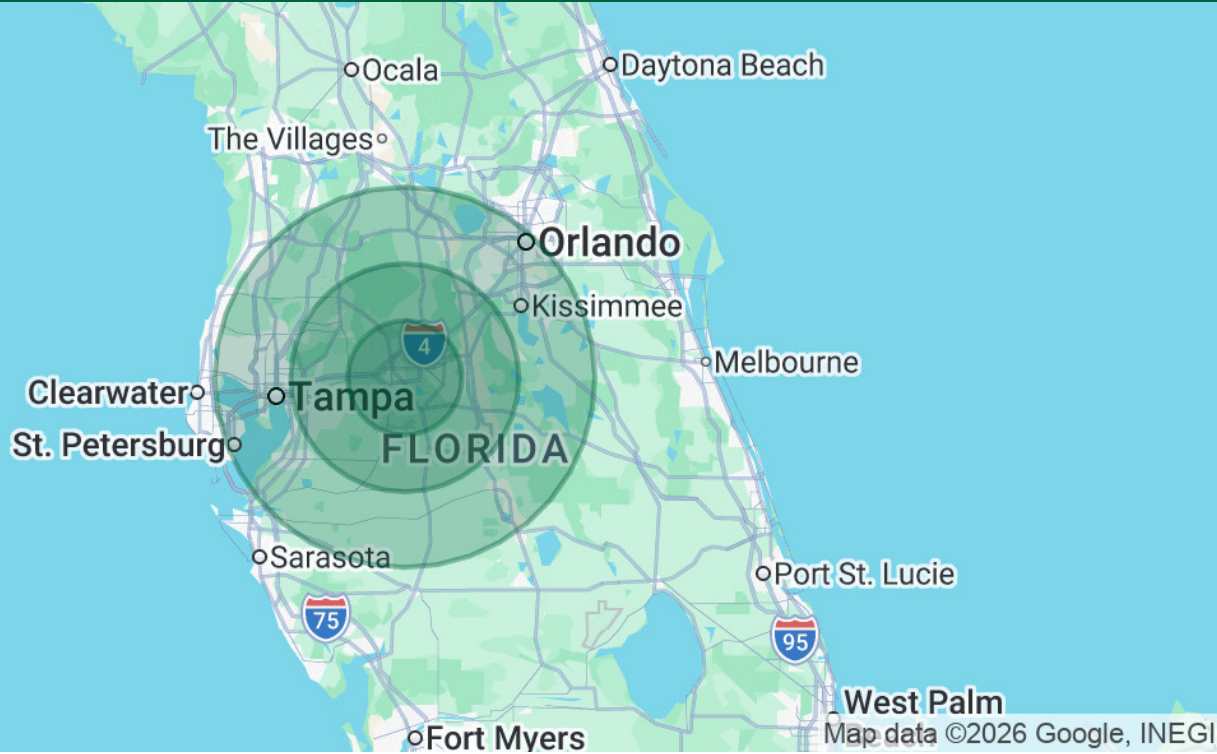 Ocala
Daytona Beach
The Villages
Orlando
Kissimmee
4
Melbourne
Clearwater
Tampa
St. Petersburg
FLORIDA
Sarasota
Port St. Lucie
75
95
West Palm
Beach
Fort Myers
Map data ©2026 Google, INEGI